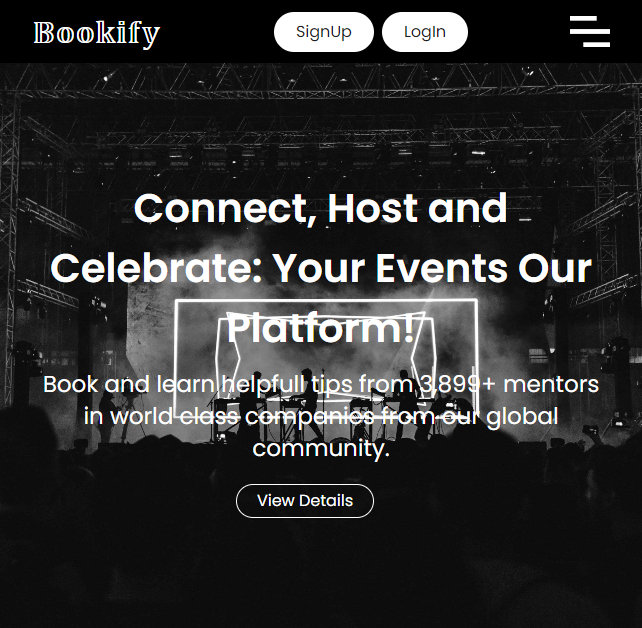 Bookify
SignUp
LogIn
Connect, Host and
Celebrate: Your Events Our
Platform!
Book and learn helpfull tips from 3,899+ mentors
in world class companies from our global
community.
View Details